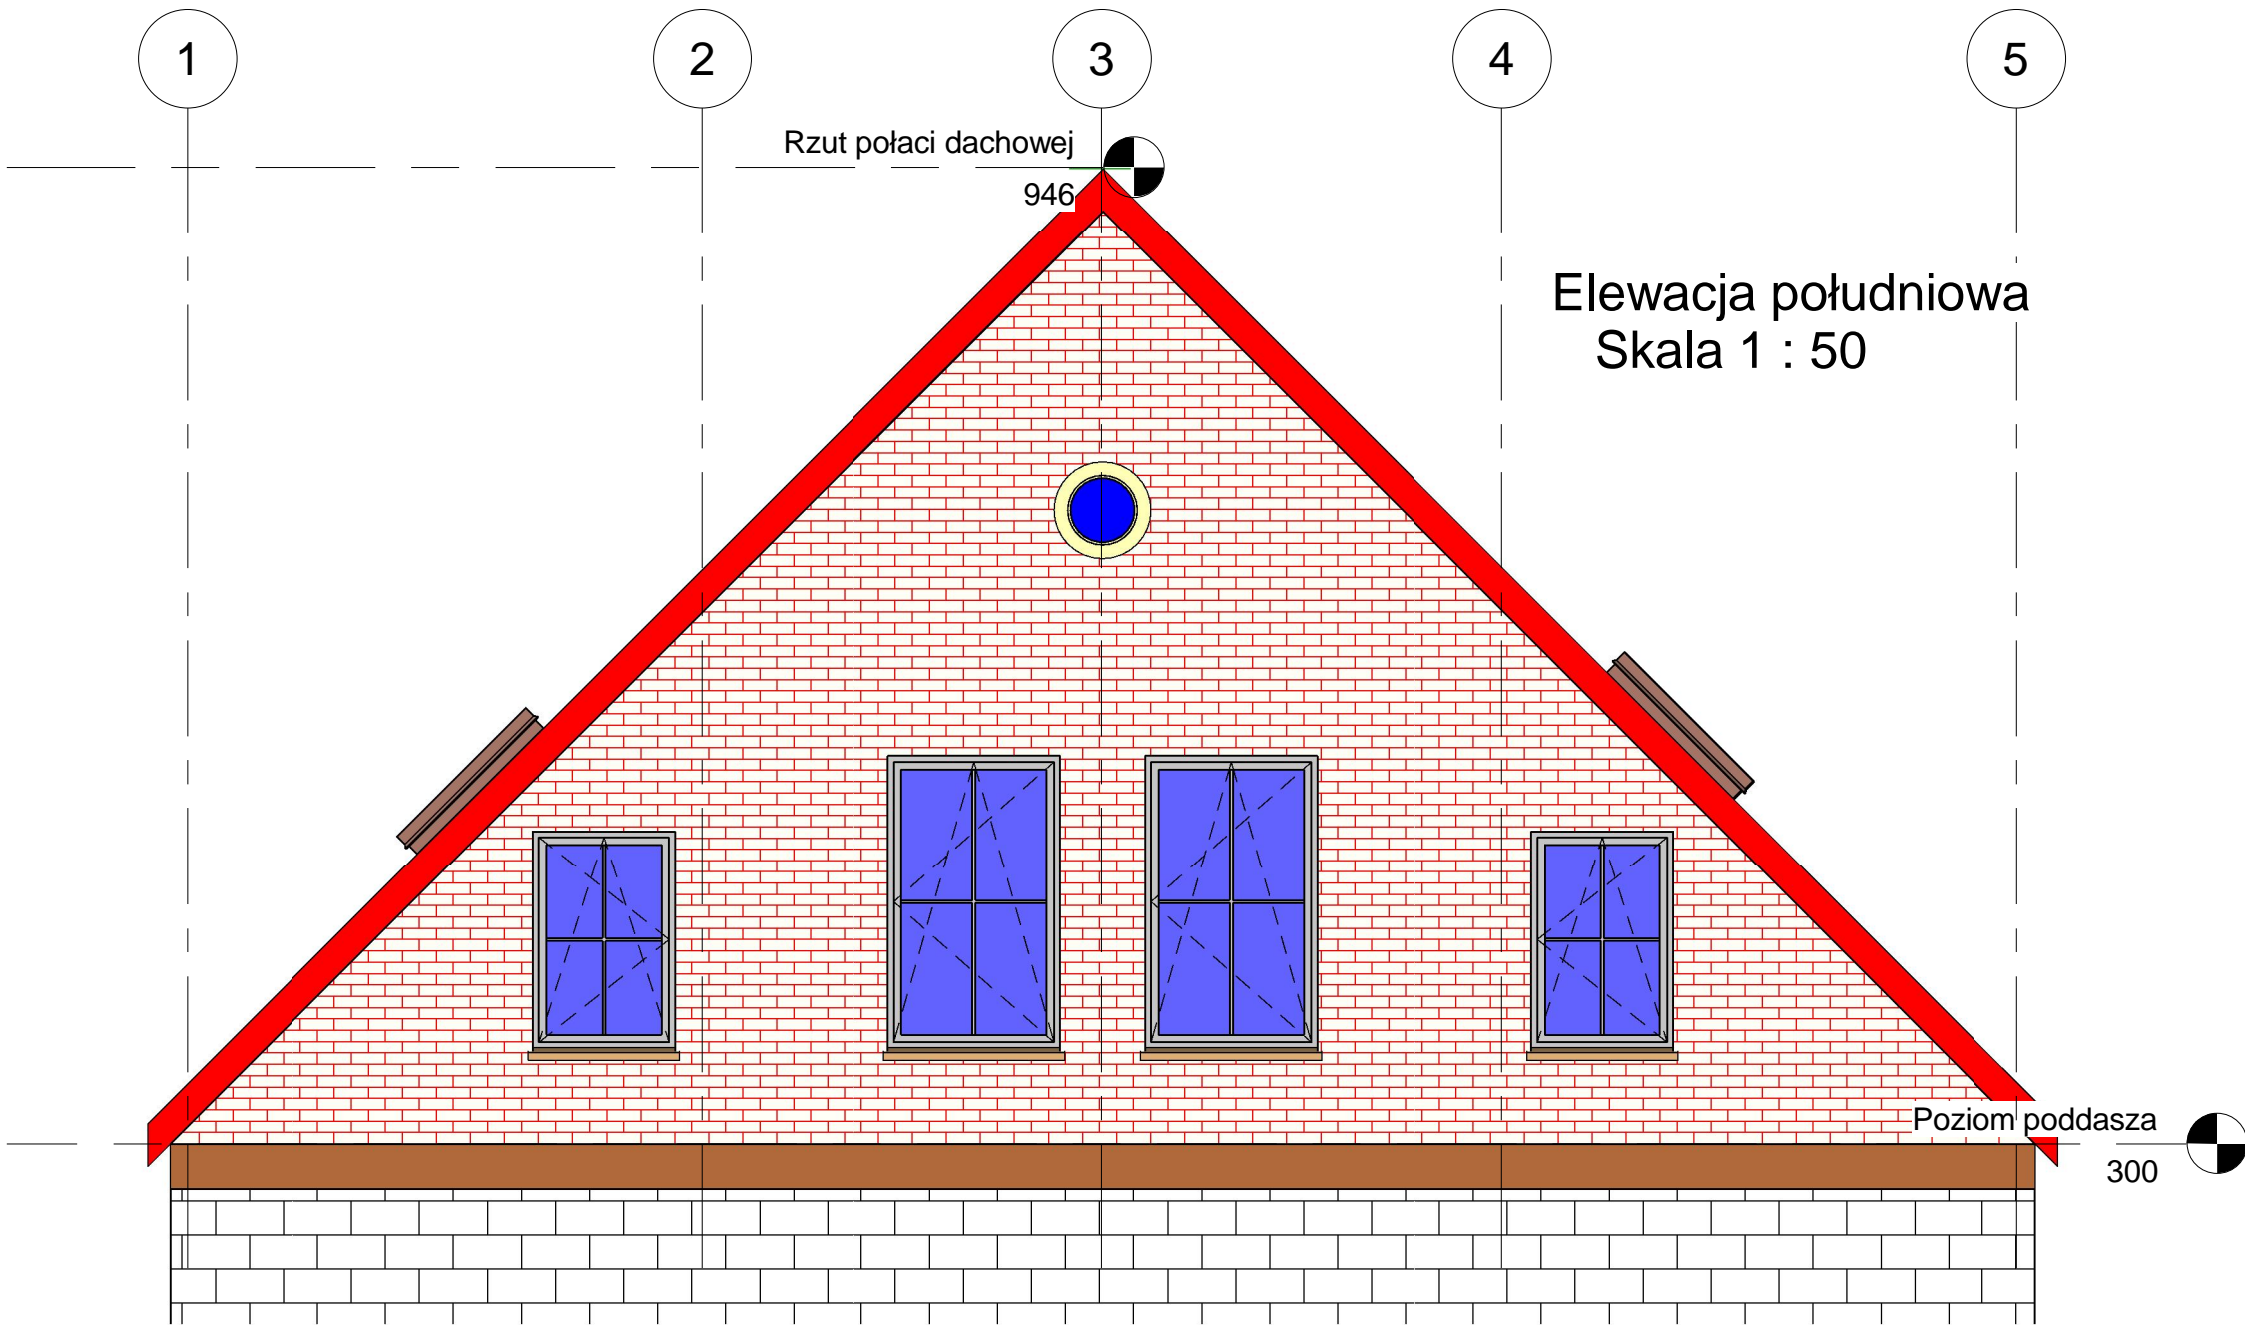 1 2 3 4 5
Rzut połaci dachowej
946
Elewacja południowa
Skala 1 : 50
Poziom poddasza
300